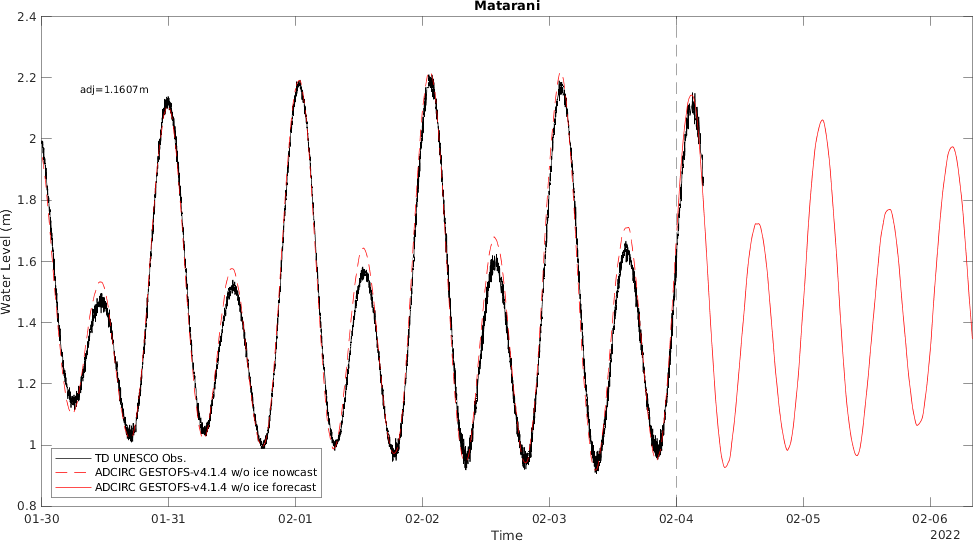 Matarani
2.4
2.2
2
1.8
1.6
1.4
1.2
1
0.8
Water Level (m)
adj=1.1607m
TD UNESCO Obs.
ADCIRC GESTOFS-v4.1.4 w/o ice nowcast
ADCIRC GESTOFS-v4.1.4 w/o ice forecast
01-30 01-31 02-01 02-02 02-03 02-04 02-05 02-06
Time
2022